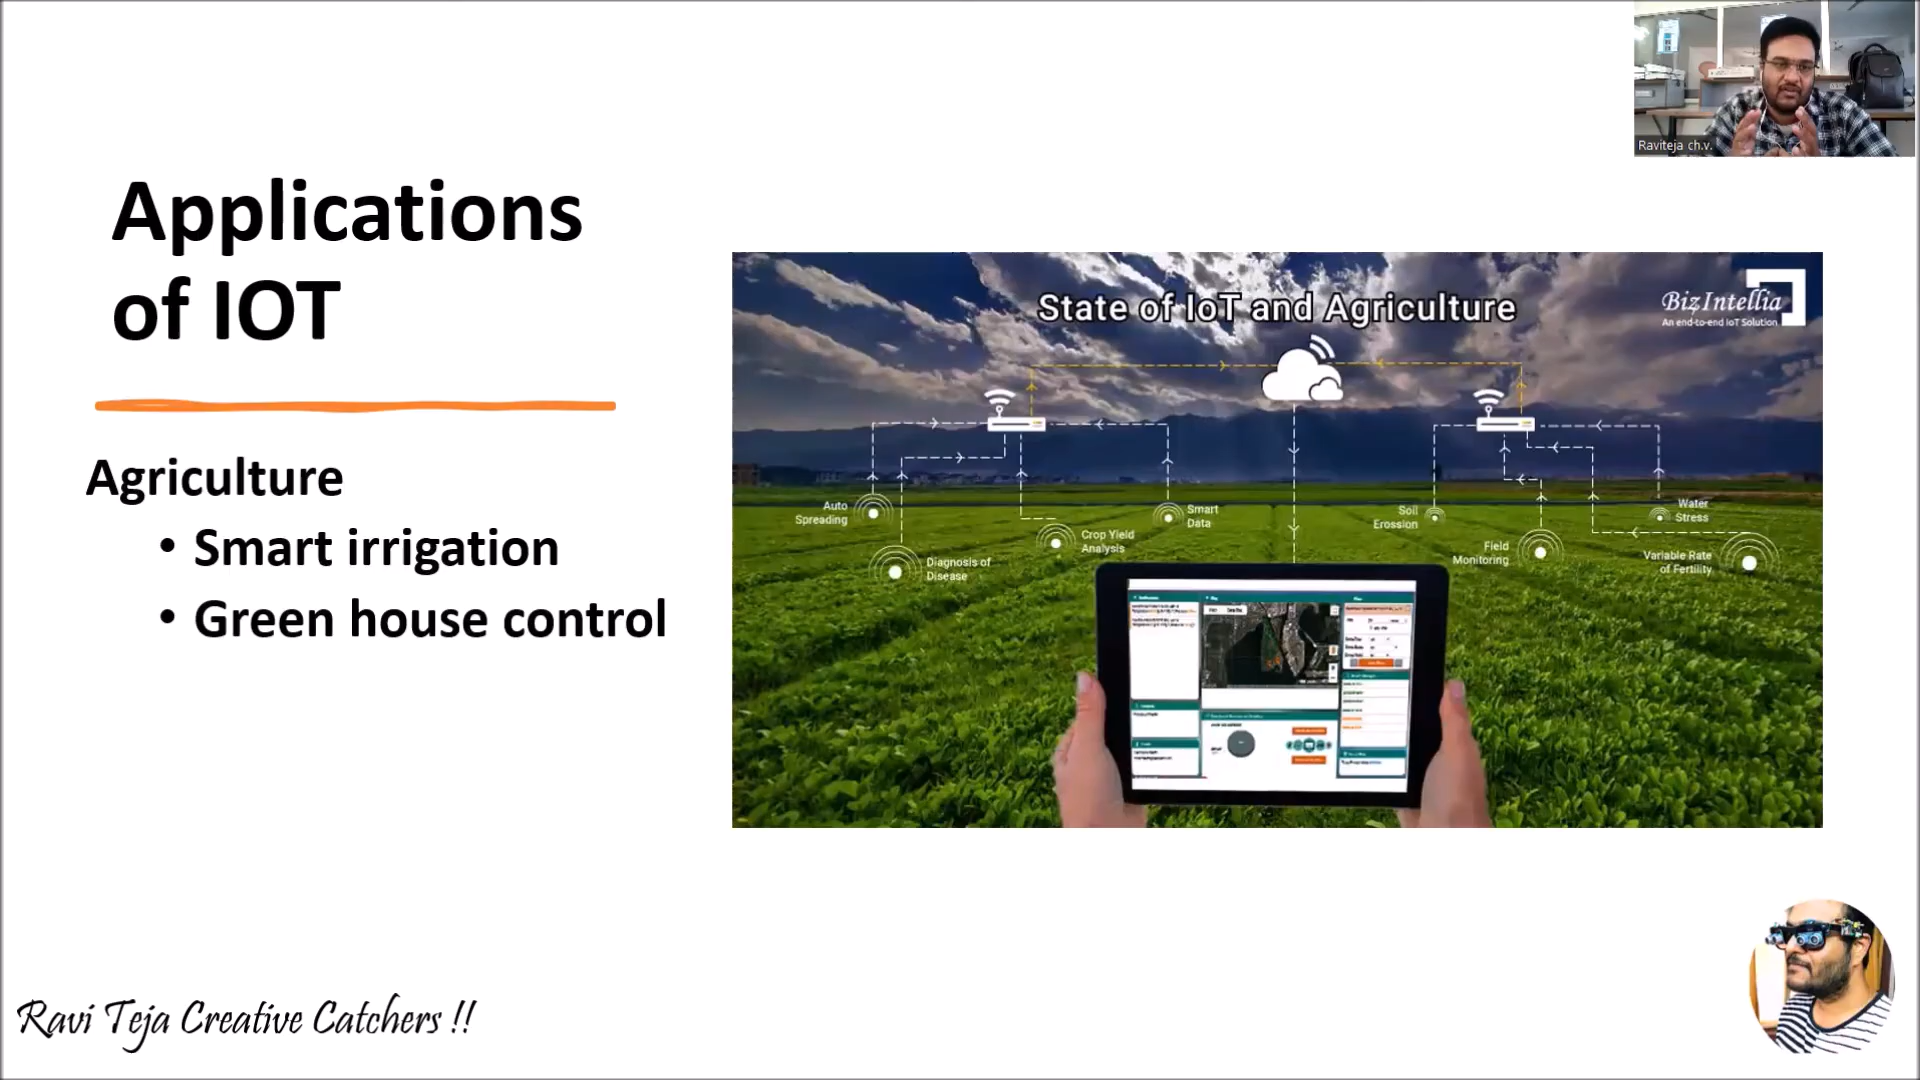 Raviteja ch.v.
Applications
of IOT
Agriculture
• Smart irrigation
• Green house control
State of IoT and Agriculture
BizIntellia
An end-to-end IoT Solution
Auto
Spreading
Diagnosis of
Disease
Crop Yield
Analysis
Smart
Data
Soil
Erossion
Field
Monitoring
Water
Stress
Variable Rate
of Fertility
Ravi Teja Creative Catchers !!